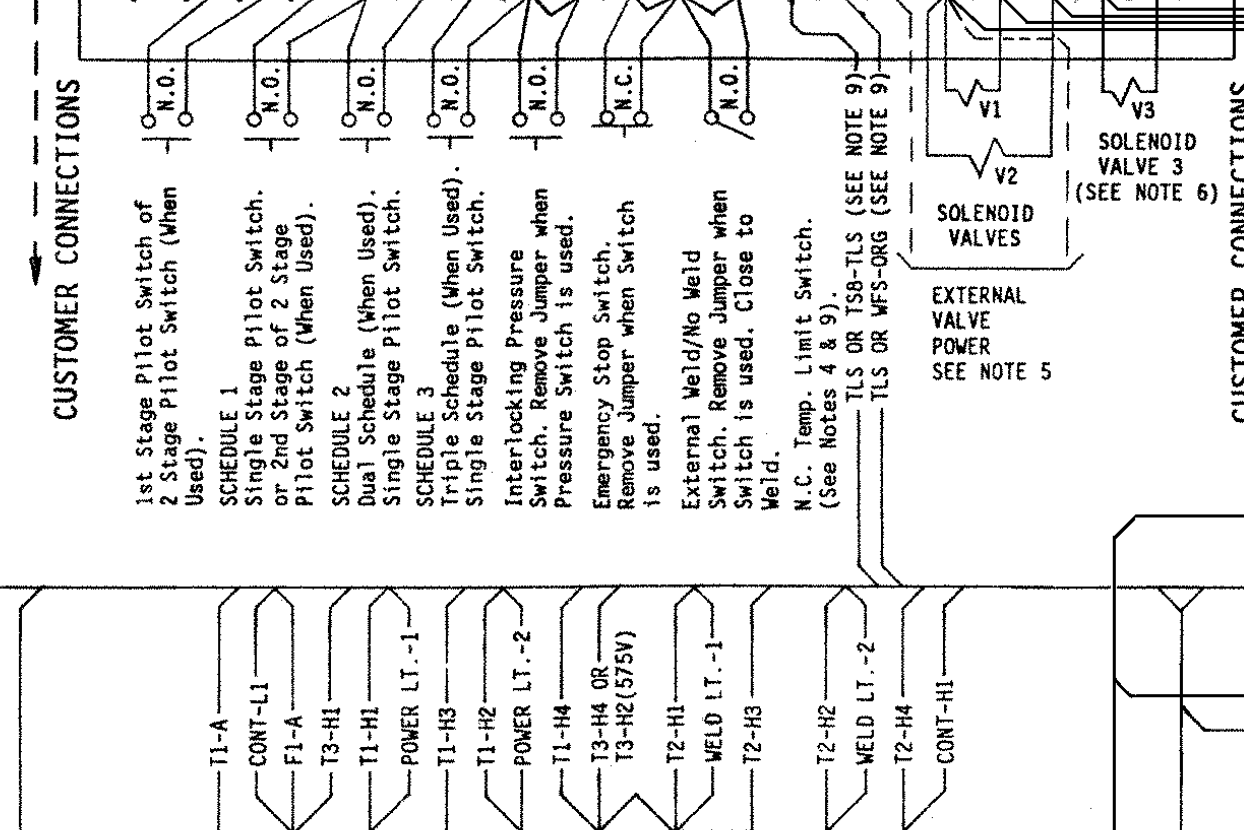 CUSTOMER CONNECTIONS
N.O.
N.O.
N.O.
N.O.
N.O.
N.C.
N.O.
1st Stage Pilot Switch of
2 Stage Pilot Switch (When
Used).
SCHEDULE 1
Single Stage Pilot Switch.
or 2nd Stage of 2 Stage
Pilot Switch (When Used).
SCHEDULE 2
Dual Schedule (When Used).
Single Stage Pilot Switch.
SCHEDULE 3
Triple Schedule (When Used).
Single Stage Pilot Switch.
Interlocking Pressure
Switch. Remove Jumper when
Pressure Switch is used.
Emergency Stop Switch.
Remove Jumper when Switch
is used.
External Weld/No Weld
Switch. Remove Jumper when
Switch is used. Close to
Weld.
N.C. Temp. Limit Switch.
(See Notes 4 & 9).
TLS OR TS8-TLS (SEE NOTE 9)
TLS OR WFS-ORG (SEE NOTE 9)
V1
V2
SOLENOID
VALVES
V3
SOLENOID
VALVE 3
(SEE NOTE 6)
EXTERNAL
VALVE
POWER
SEE NOTE 5
CUSTOMER CONNECTIONS
T1-A
CONT-L1
F1-A
T3-H1
T1-H1
POWER LT.-1
T1-H3
T1-H2
POWER LT.-2
T1-H4
T3-H4 OR
T3-H2(575V)
T2-H1
WELD LT.-1
T2-H3
T2-H2
WELD LT.-2
T2-H4
CONT-H1